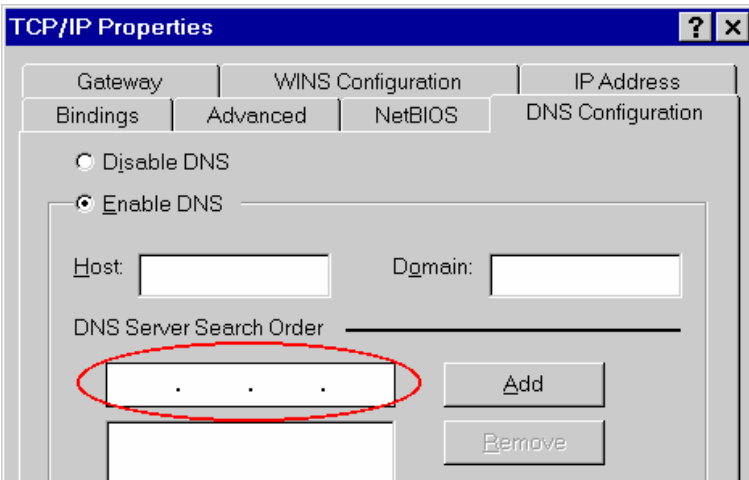 TCP/IP Properties
Gateway WINS Configuration IP Address
Bindings Advanced NetBIOS DNS Configuration
Disable DNS
Enable DNS
Host: Domain:
DNS Server Search Order
. . . Add
Remove